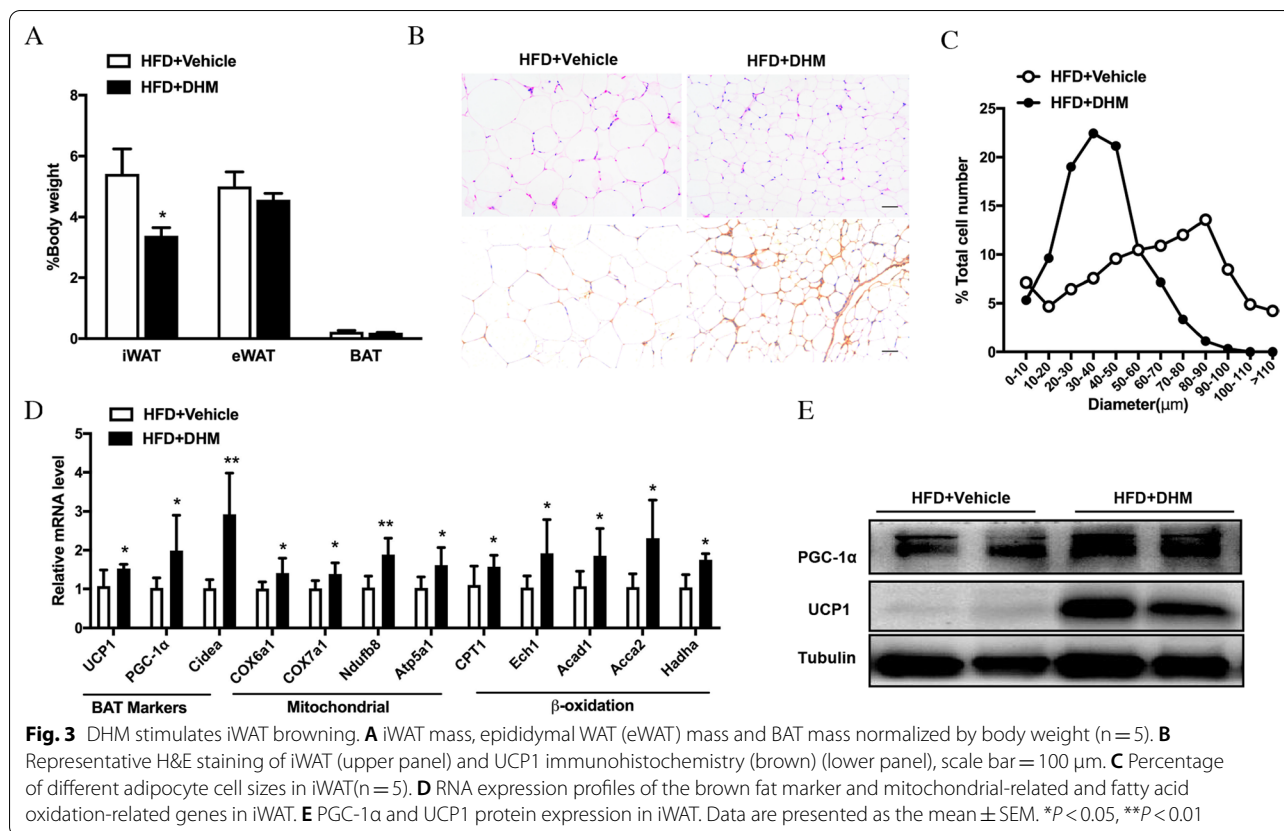 A
HFD+Vehicle
HFD+DHM
%Body weight
8
6
4
2
0
*
iWAT eWAT BAT
B
HFD+Vehicle HFD+DHM
C
HFD+Vehicle
HFD+DHM
% Total cell number
25
20
15
10
5
0
0-10 10-20 20-30 30-40 40-50 50-60 60-70 70-80 80-90 90-100 100-110 >110
Diameter(μm)
D
HFD+Vehicle
HFD+DHM
Relative mRNA level
5
4
3
2
1
0
* * ** * * ** * * * * * *
UCP1 PGC-1α Cidea COX6a1 COX7a1 Ndufb8 Atp5a1 CPT1 Ech1 Acad1 Acca2 Hadha
BAT Markers Mitochondrial β-oxidation
E
HFD+Vehicle HFD+DHM
PGC-1α
UCP1
Tubulin
Fig. 3 DHM stimulates iWAT browning. A iWAT mass, epididymal WAT (eWAT) mass and BAT mass normalized by body weight (n = 5). B
Representative H&E staining of iWAT (upper panel) and UCP1 immunohistochemistry (brown) (lower panel), scale bar = 100 μm. C Percentage
of different adipocyte cell sizes in iWAT(n = 5). D RNA expression profiles of the brown fat marker and mitochondrial-related and fatty acid
oxidation-related genes in iWAT. E PGC-1α and UCP1 protein expression in iWAT. Data are presented as the mean ± SEM. *P < 0.05, **P < 0.01